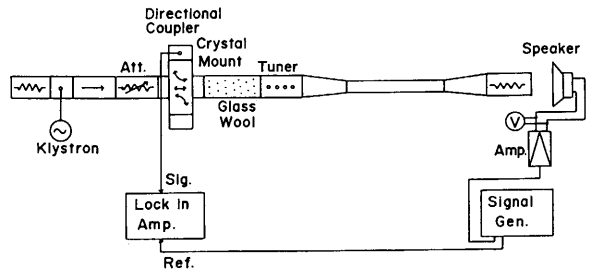 Directional
Coupler
Crystal
Mount
Att.
Tuner
Speaker
Glass
Wool
Klystron
V
Amp.
Sig.
Lock In
Amp.
Signal
Gen.
Ref.